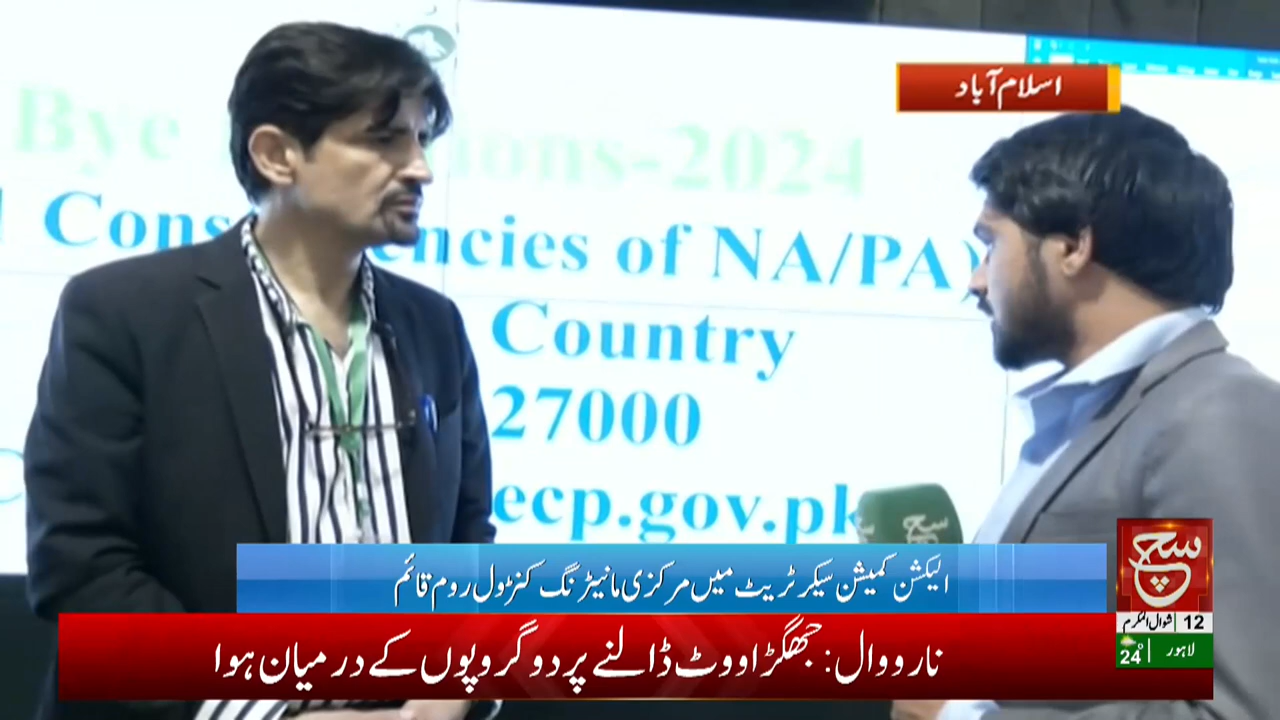 اسلام آباد
Bye ions-2024
Cons encies of NA/PA)
Country
27000
ecp.gov.pk
سچ
الیکشن کمیشن سیکرٹریٹ میں مرکزی مانیٹرنگ کنٹرول روم قائم
نارووال: جھگڑا ووٹ ڈالنے پر دو گروپوں کے درمیان ہوا
سچ
12 شوال المکرم
24° لاہور